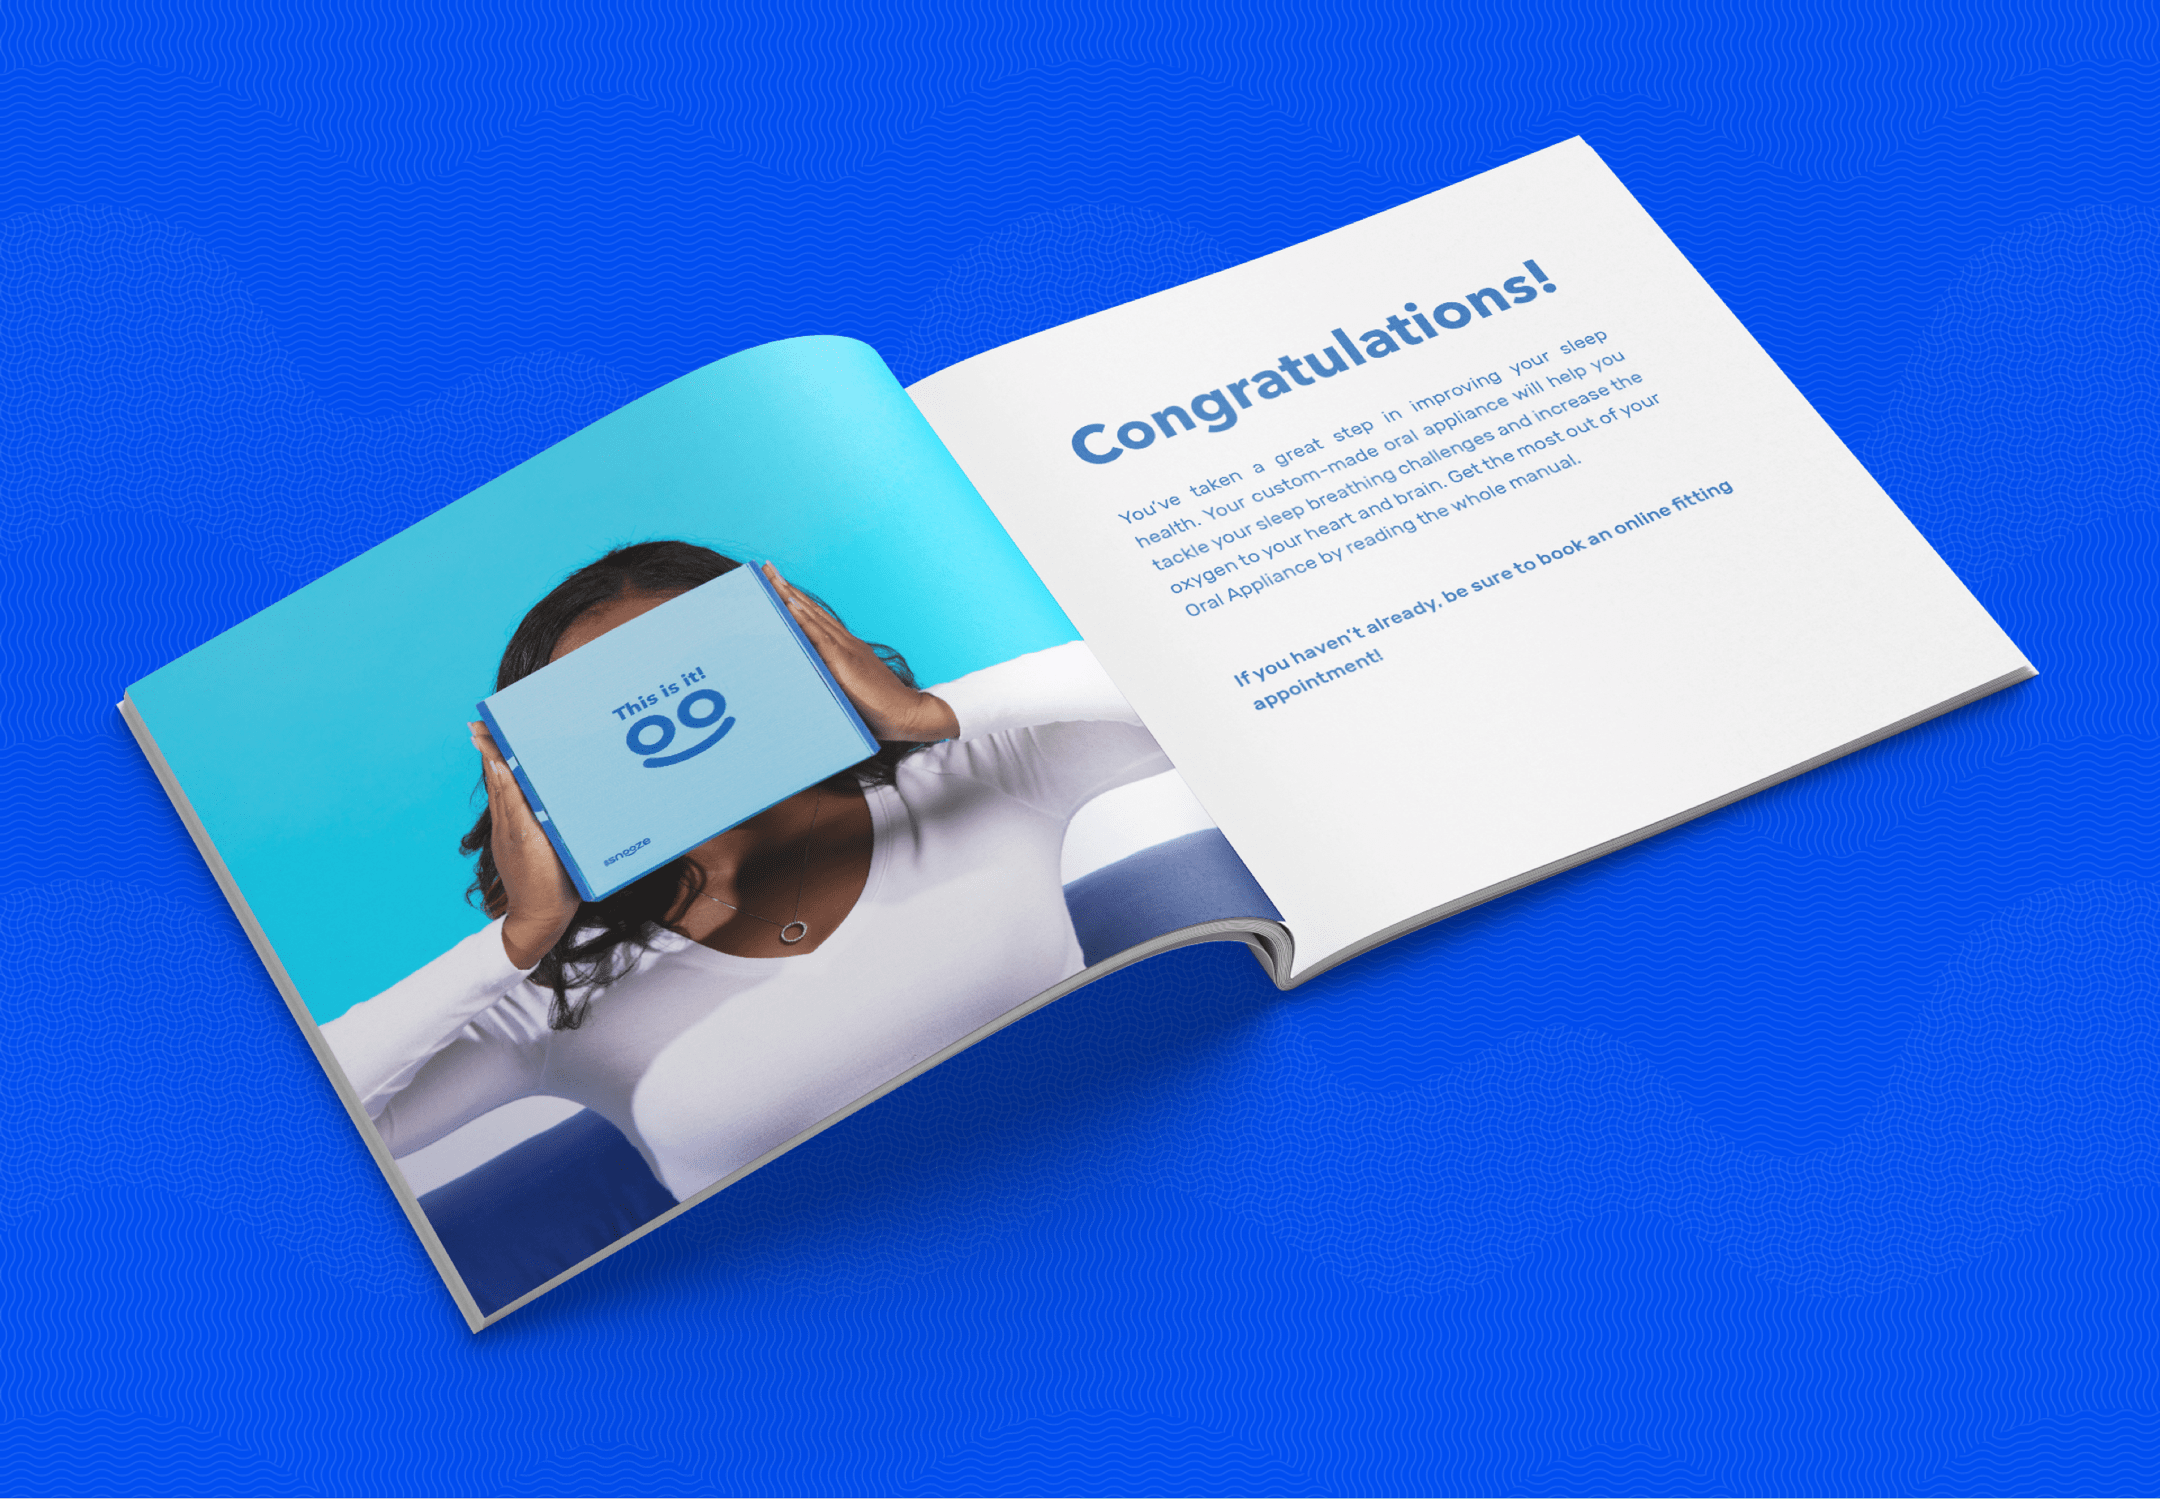 This is it!
snooze
Congratulations!
You've taken a great step in improving your sleep
health. Your custom-made oral appliance will help you
tackle your sleep breathing challenges and increase the
oxygen to your heart and brain. Get the most out of your
Oral Appliance by reading the whole manual.
If you haven't already, be sure to book an online fitting
appointment!